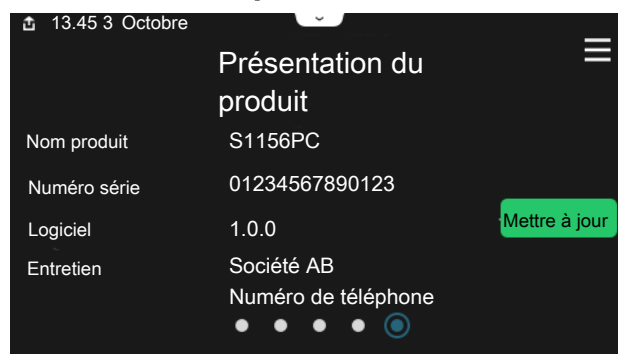 13.45 3 Octobre
Présentation du
produit
Nom produit S1156PC
Numéro série 01234567890123
Logiciel 1.0.0 Mettre à jour
Entretien Société AB
Numéro de téléphone